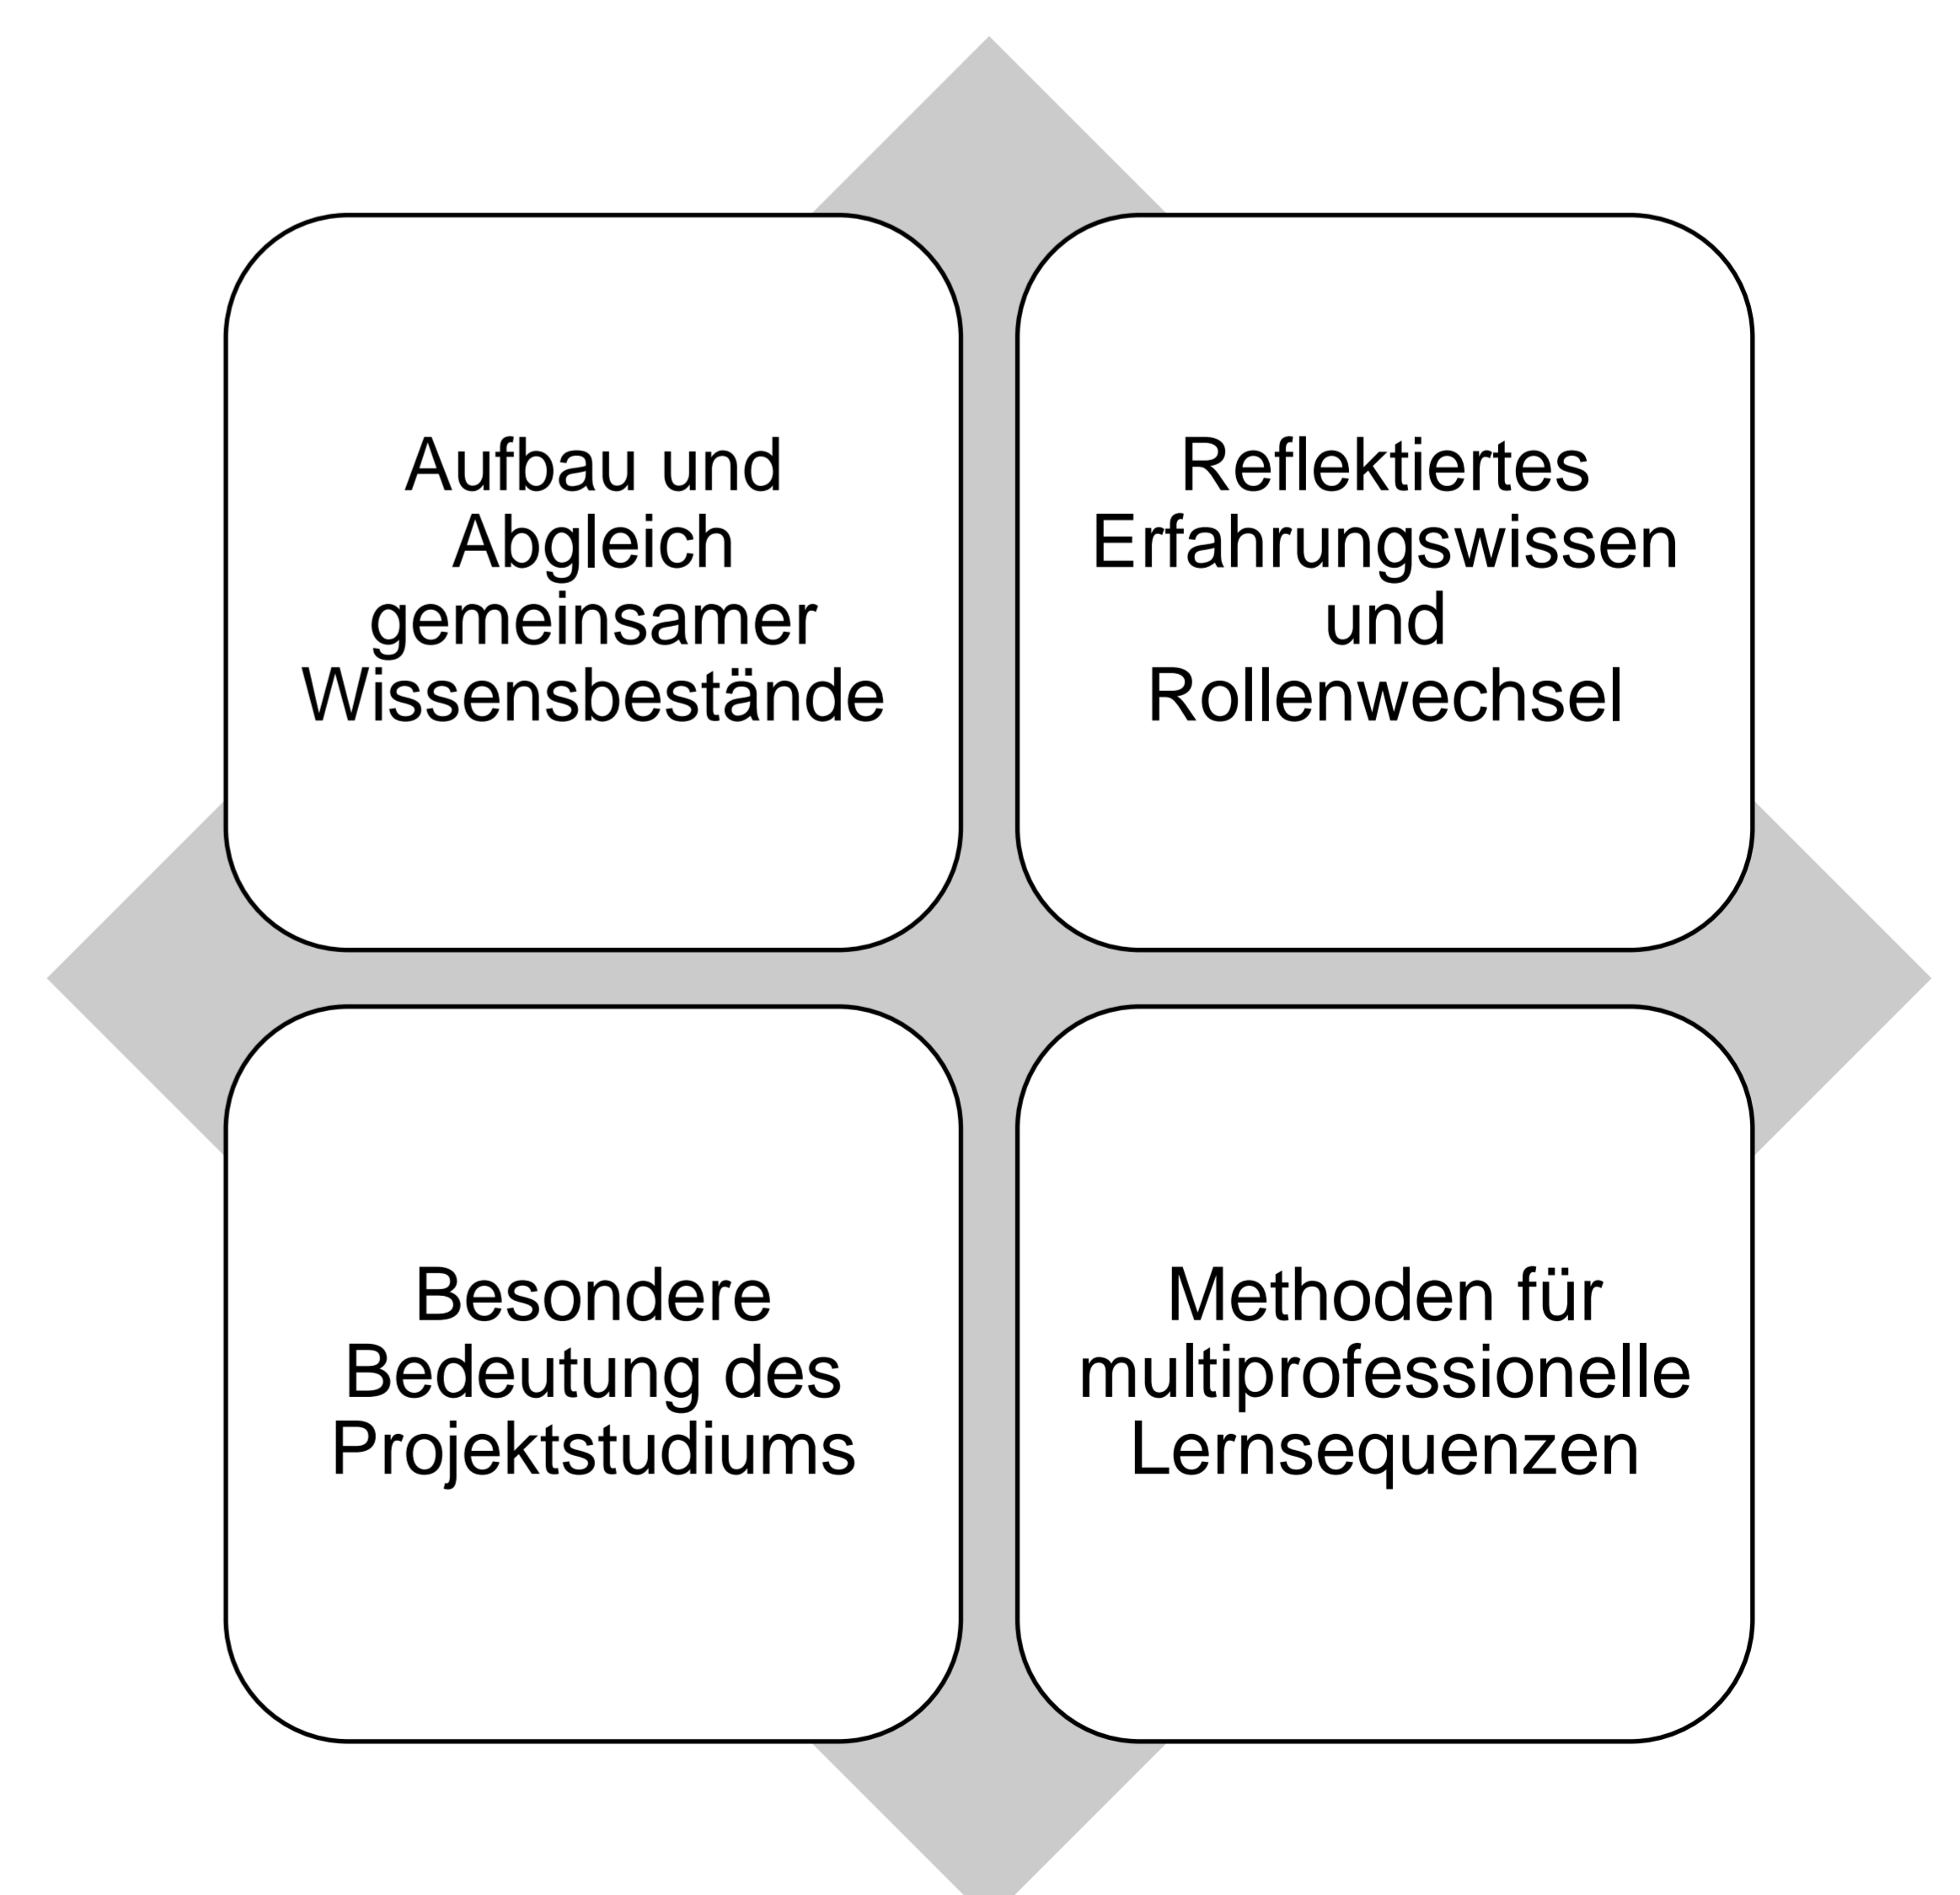 Aufbau und
Abgleich
gemeinsamer
Wissensbestände
Reflektiertes
Erfahrungswissen
und
Rollenwechsel
Besondere
Bedeutung des
Projektstudiums
Methoden für
multiprofessionelle
Lernsequenzen